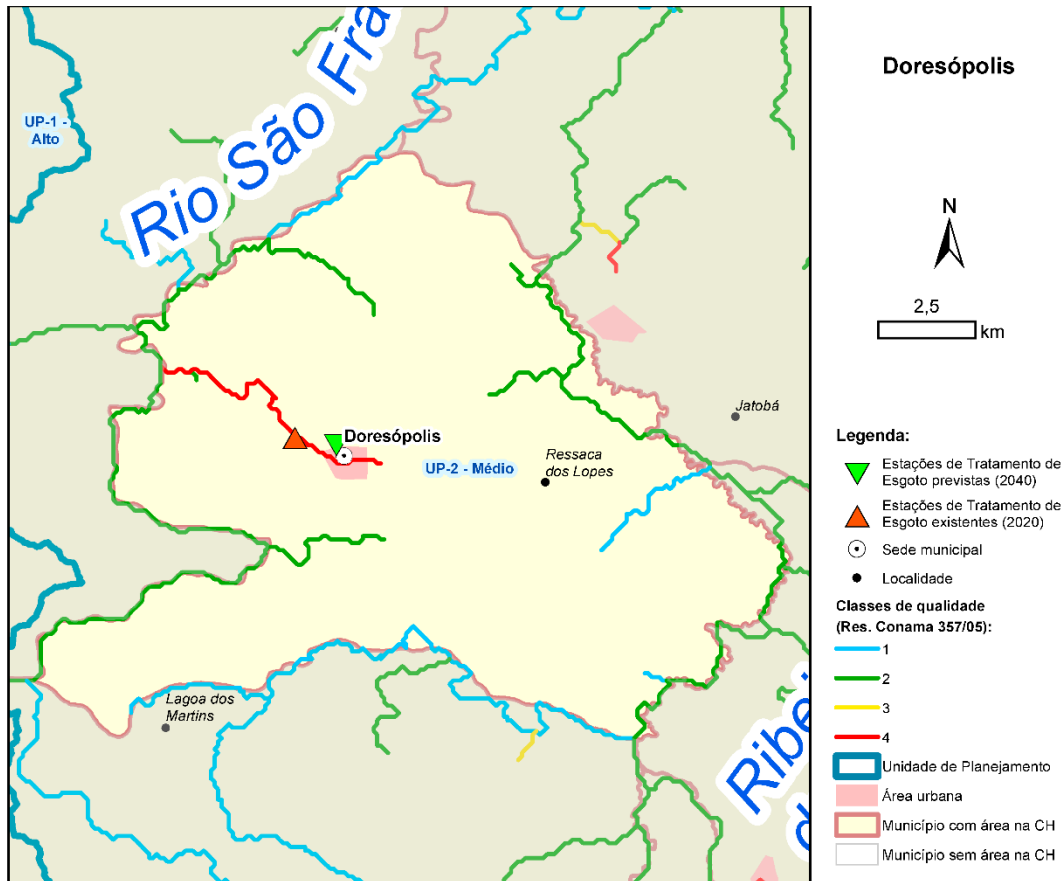 Doresópolis
N
2,5
km
Rio São Fra
UP-1 -
Alto
Jatobá
Doresópolis
Ressaca
dos Lopes
UP-2 - Médio
Lagoa dos
Martins
Ribei
d
Legenda:
Estações de Tratamento de
Esgoto previstas (2040)
Estações de Tratamento de
Esgoto existentes (2020)
Sede municipal
Localidade
Classes de qualidade
(Res. Conama 357/05):
1
2
3
4
Unidade de Planejamento
Área urbana
Município com área na CH
Município sem área na CH